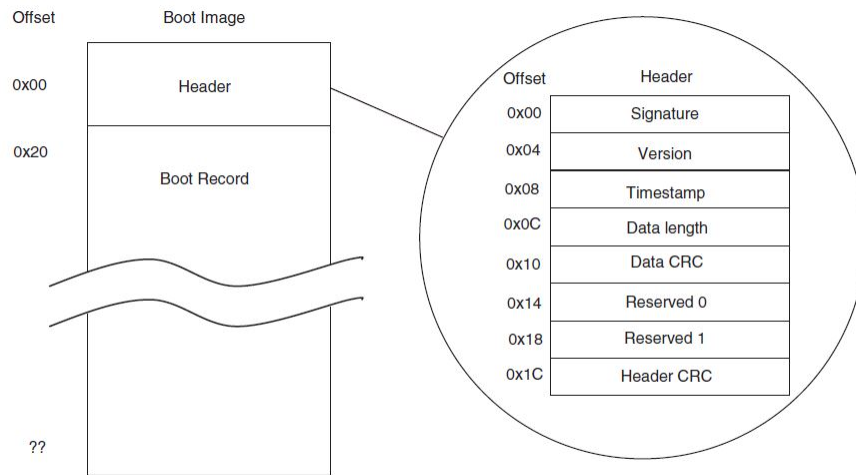 Offset Boot Image
0x00 Header
0x20
Boot Record
??
Offset Header
0x00 Signature
0x04 Version
0x08 Timestamp
0x0C Data length
0x10 Data CRC
0x14 Reserved 0
0x18 Reserved 1
0x1C Header CRC